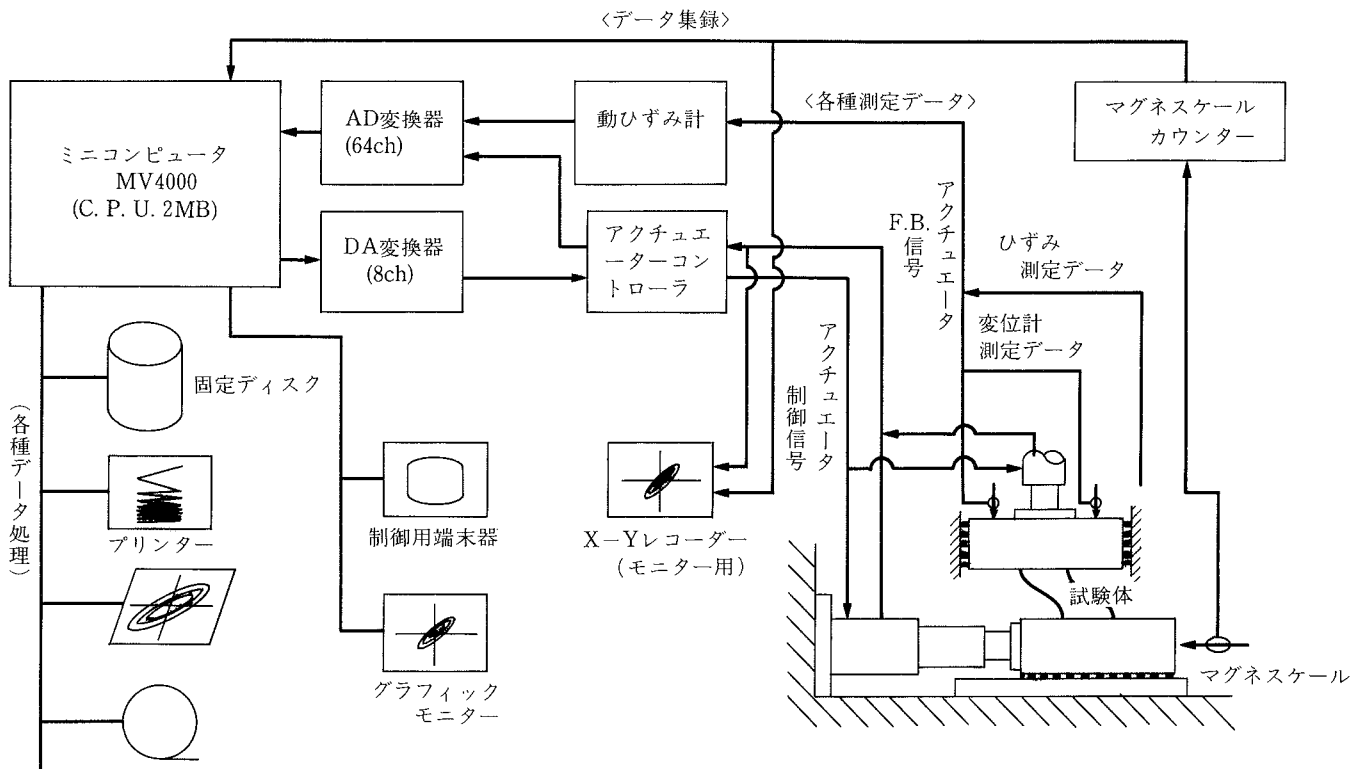 〈データ集録〉
ミニコンピュータ
MV4000
(C. P. U. 2MB)
AD変換器
(64ch)
動ひずみ計
〈各種測定データ〉
マグネスケール
カウンター
DA変換器
(8ch)
アクチュエ
ーターコント
ローラ
アクチュエータ
F.B.信号
ひずみ
測定データ
変位計
測定データ
アクチュエータ
制御信号
固定ディスク
(各種データ処理)
プリンター
制御用端末器
X－Yレコーダー
(モニター用)
試験体
グラフィック
モニター
マグネスケール